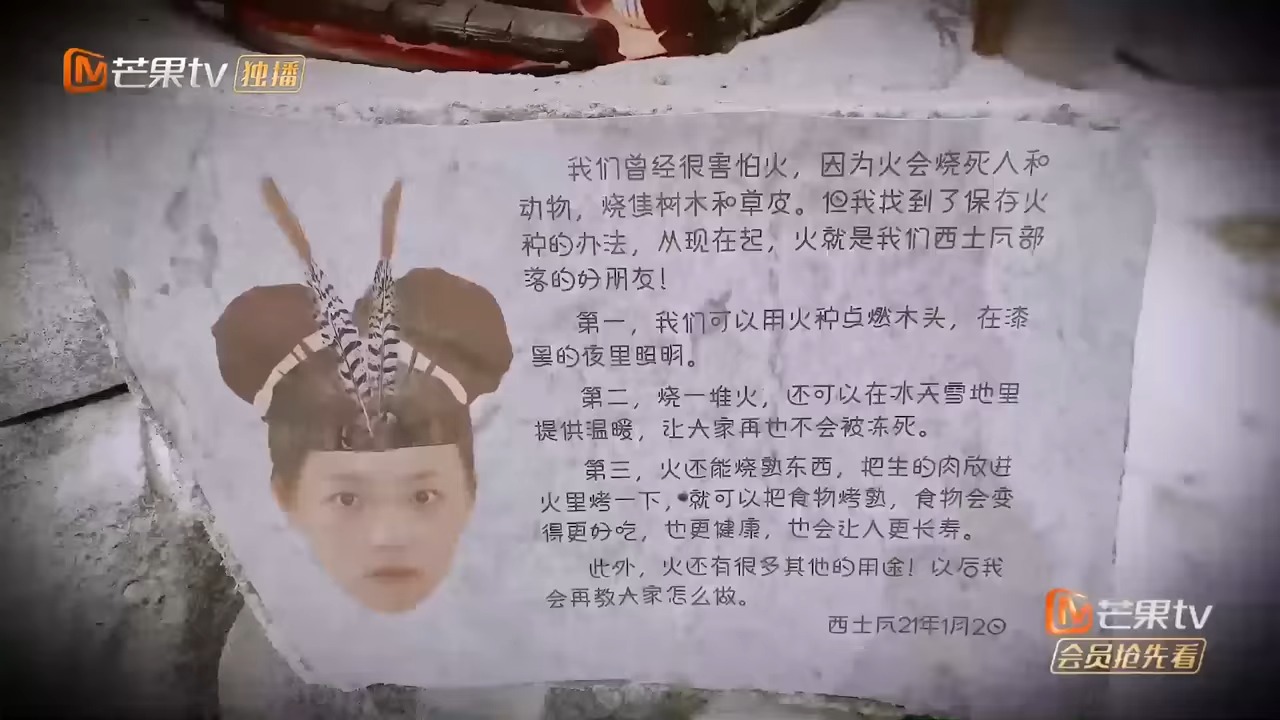 芒果tv 独播
我们曾经很害怕火，因为火会烧死人和
动物，烧焦树木和草皮。但我找到了保存火
种的办法，从现在起，火就是我们西土瓦部
落的好朋友！
第一，我们可以用火种点燃木头，在漆
黑的夜里照明。
第二，烧一堆火，还可以在冰天雪地里
提供温暖，让大家再也不会被冻死。
第三，火还能烧熟东西，把生的肉放进
火里烤一下，就可以把食物烤熟，食物会变
得更好吃，也更健康，也会让人更长寿。
此外，火还有很多其他的用途！以后我
会再教大家怎么做。
西土瓦21年1月2日
芒果tv
会员抢先看